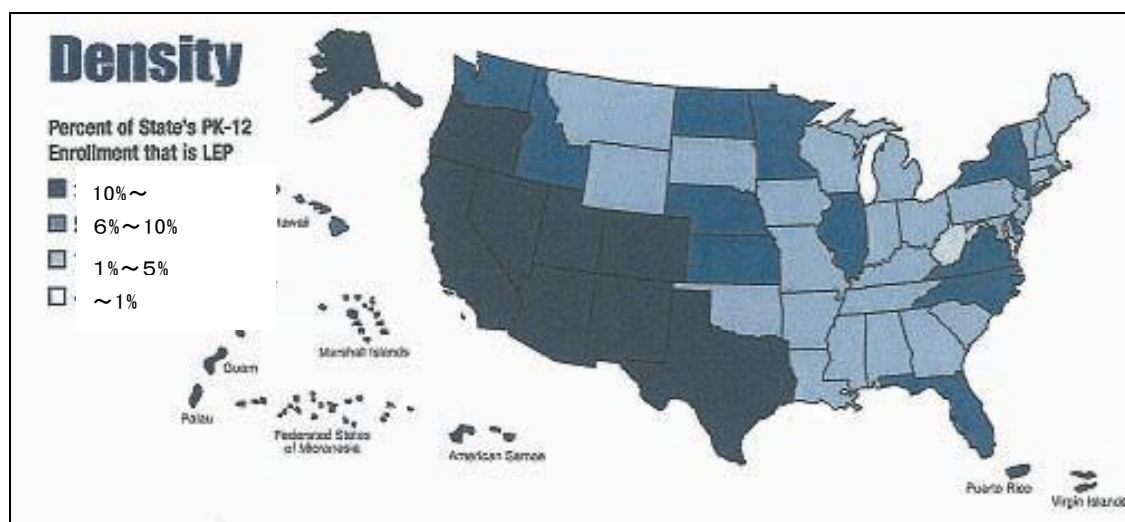 Density
Percent of State's PK-12
Enrollment that is LEP
10%～
6%～10%
1%～5%
～1%
Marshall Islands
Guam
Palau
Federated States
of Micronesia
American Samoa
Puerto Rico
Virgin Islands